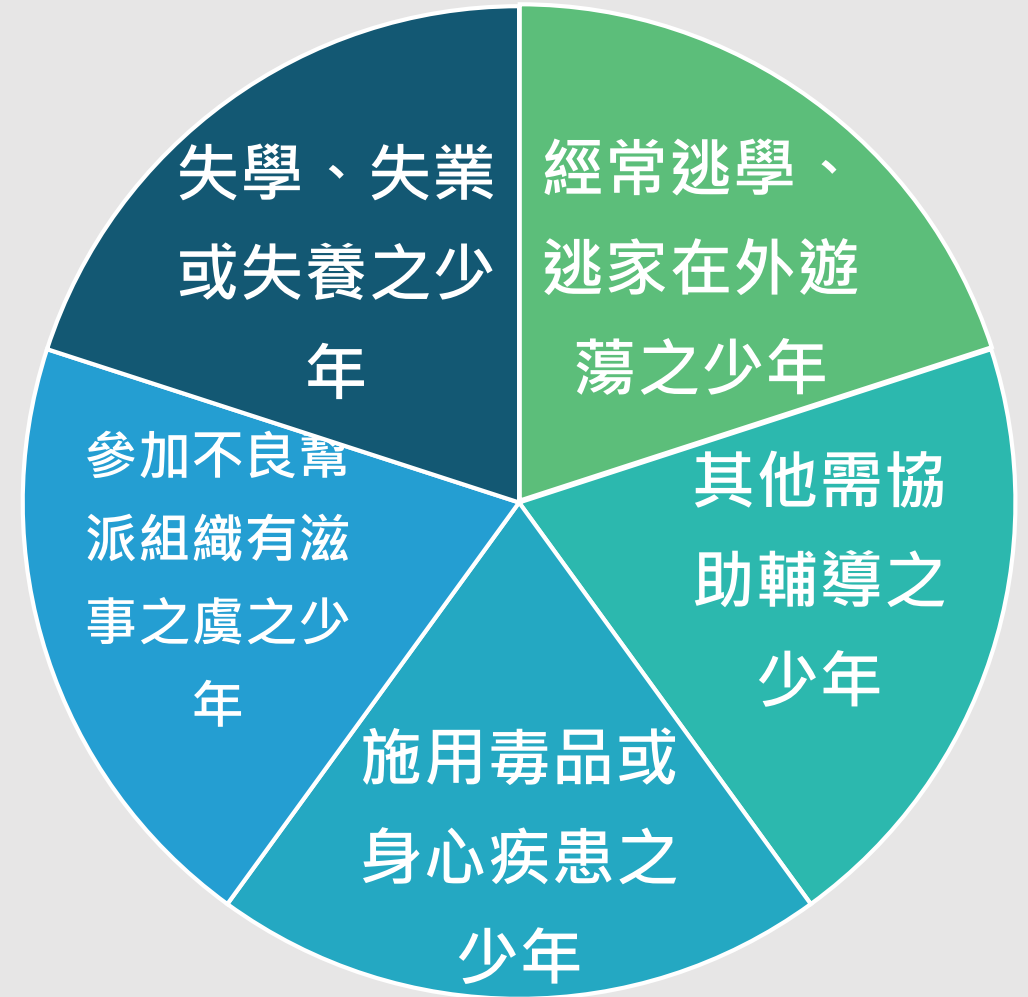 失學、失業
或失養之少
年
經常逃學、
逃家在外遊
蕩之少年
參加不良幫
派組織有滋
事之虞之少
年
其他需協
助輔導之
少年
施用毒品或
身心疾患之
少年